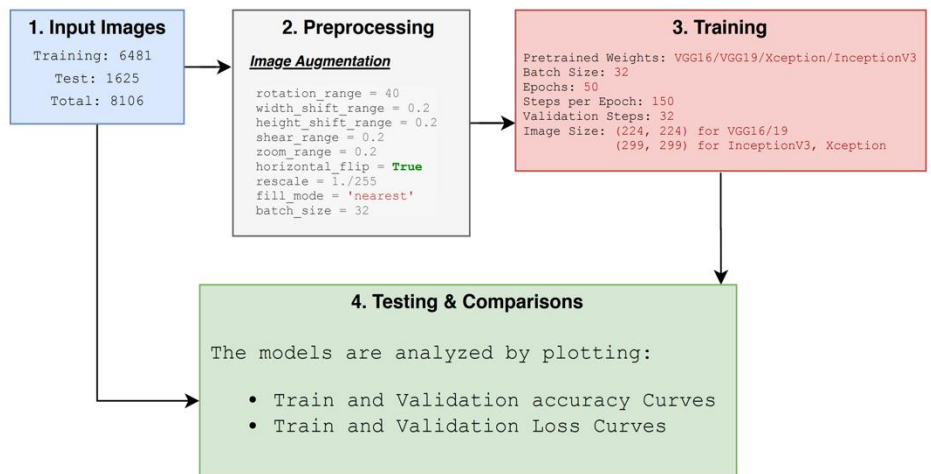 1. Input Images
Training: 6481
Test: 1625
Total: 8106
2. Preprocessing
Image Augmentation
rotation_range = 40
width_shift_range = 0.2
height_shift_range = 0.2
shear_range = 0.2
zoom_range = 0.2
horizontal_flip = True
rescale = 1./255
fill_mode = 'nearest'
batch_size = 32
3. Training
Pretrained Weights: VGG16/VGG19/Xception/InceptionV3
Batch Size: 32
Epochs: 50
Steps per Epoch: 150
Validation Steps: 32
Image Size: (224, 224) for VGG16/19
(299, 299) for InceptionV3, Xception
4. Testing & Comparisons
The models are analyzed by plotting:
• Train and Validation accuracy Curves
• Train and Validation Loss Curves